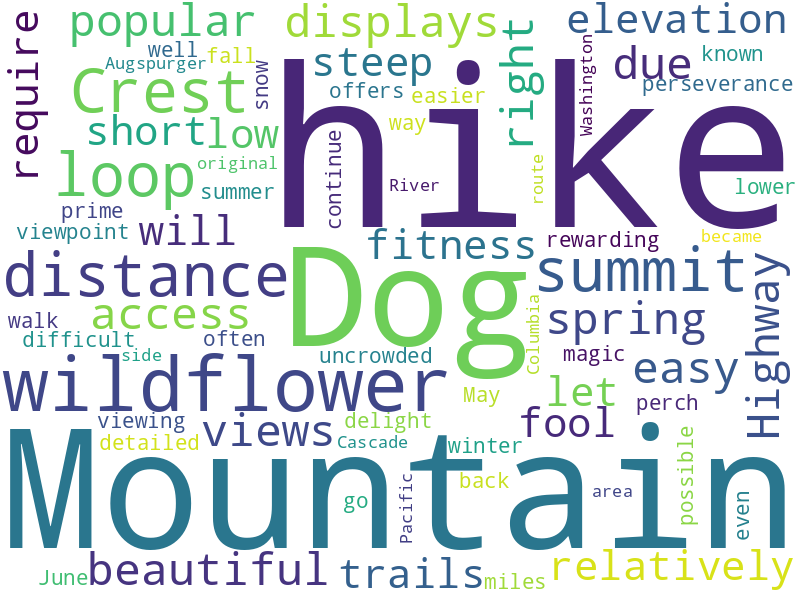 popular
displays
elevation
well
fall
Augspurger
require
Crest
snow
steep
offers
easier
right
Washington
due
known
perseverance
short
low
way
hike
loop
original
summer
continue
River
route
lower
prime
viewpoint
will
fitness
rewarding
became
distance
Dog
summit
Highway
access
spring
Columbia
walk
difficult
often
side
uncrowded
magic
easy
wildflower
May
let
perch
viewing
views
delight
fool
detailed
Cascade
winter
possible
Mountain
back
go
Pacific
area
even
June
beautiful
trails
miles
relatively